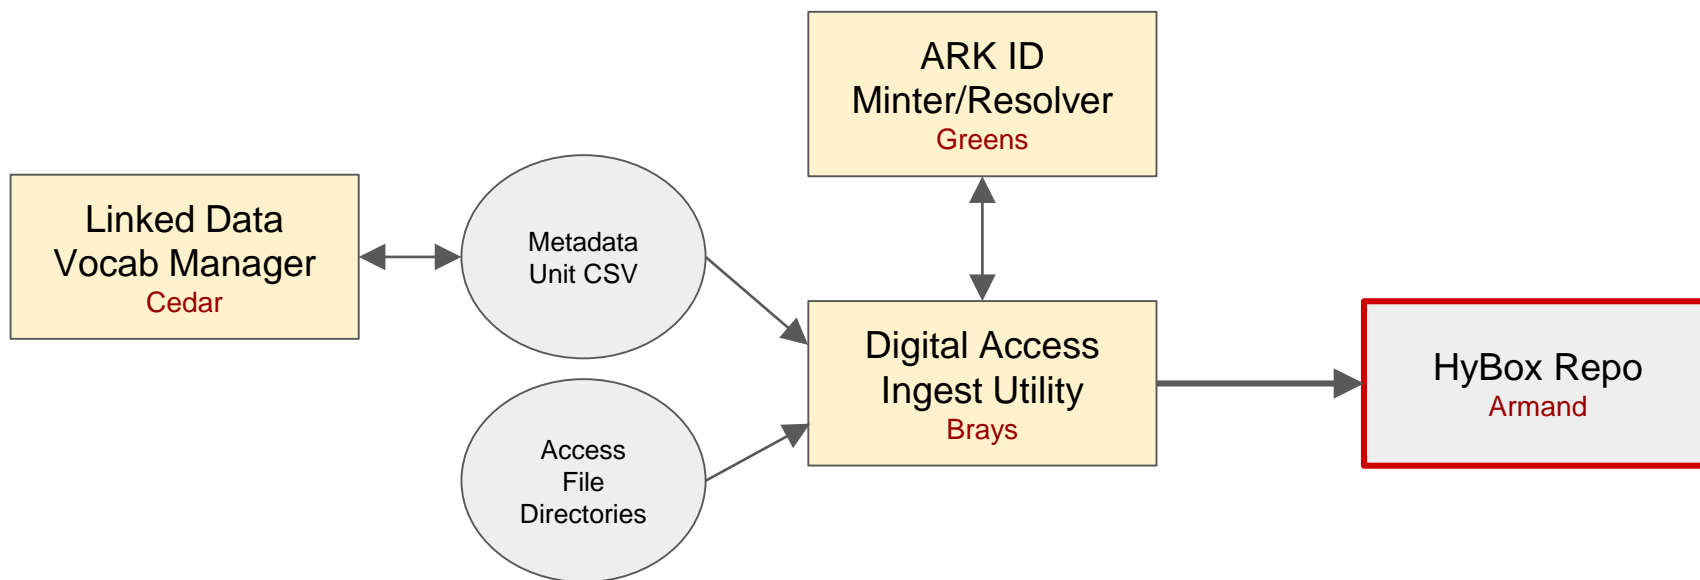 ARK ID
Minter/Resolver
Greens
Linked Data
Vocab Manager
Cedar
Metadata
Unit CSV
Digital Access
Ingest Utility
Brays
HyBox Repo
Armand
Access
File
Directories